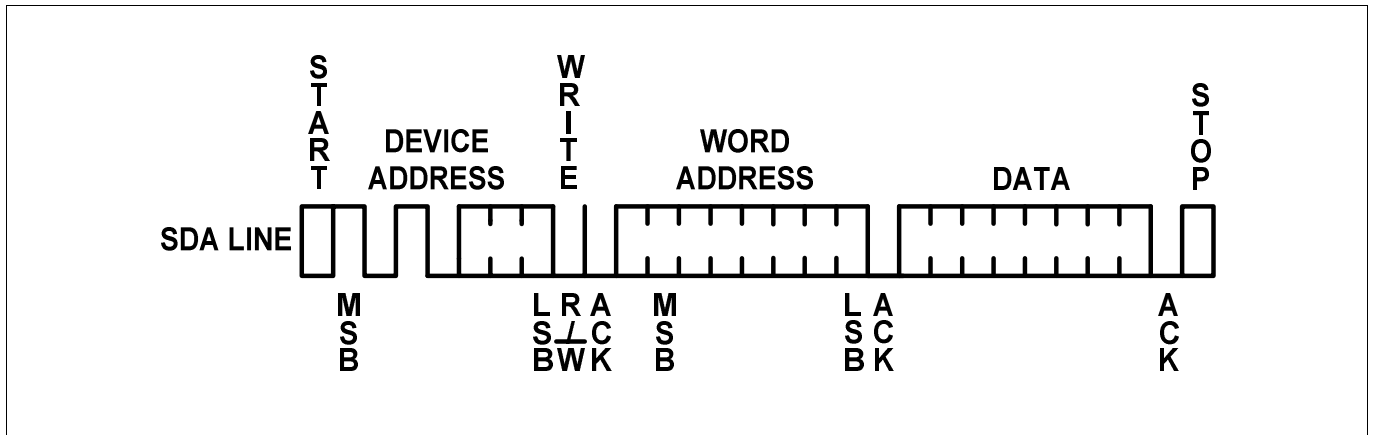 START
WRITE
STOP
DEVICE
ADDRESS
WORD
ADDRESS
DATA
SDA LINE
MSB
LSB
R/W
ACK
MSB
LSB
ACK
ACK